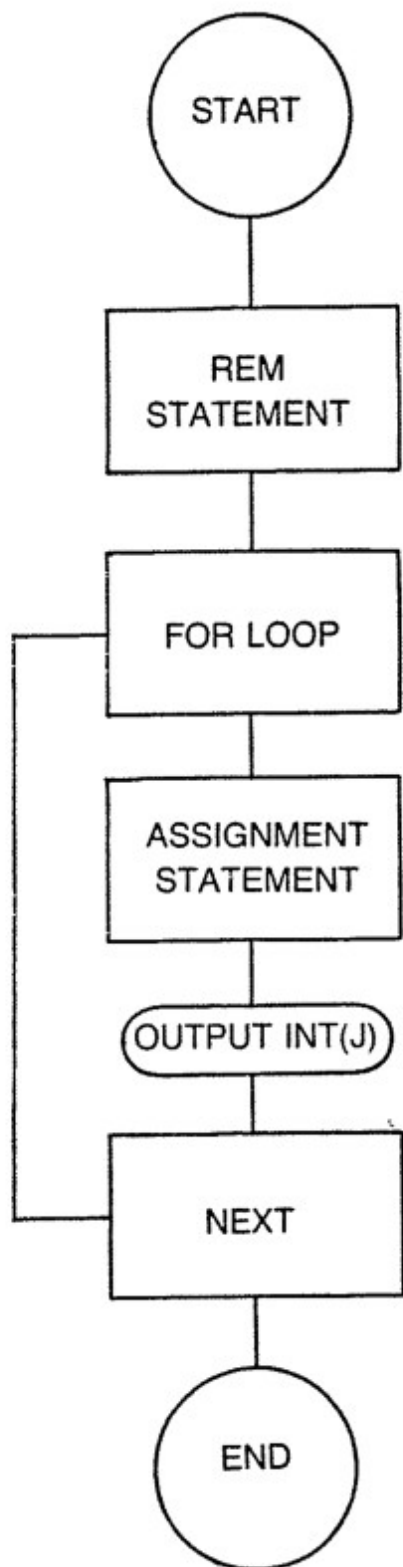 START
REM
STATEMENT
FOR LOOP
ASSIGNMENT
STATEMENT
OUTPUT INT(J)
NEXT
END